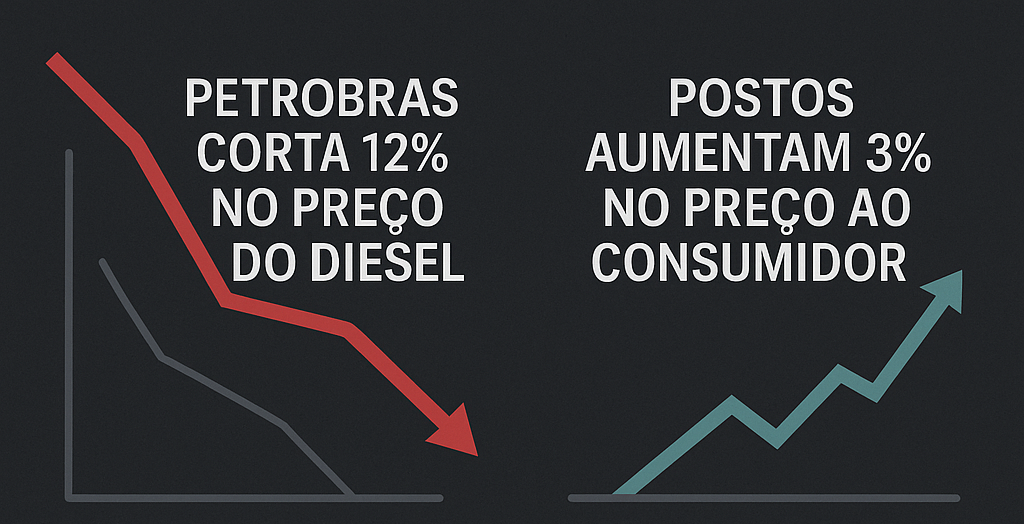 PETROBRAS
CORTA 12%
NO PREÇO
DO DIESEL
POSTOS
AUMENTAM 3%
NO PREÇO AO
CONSUMIDOR